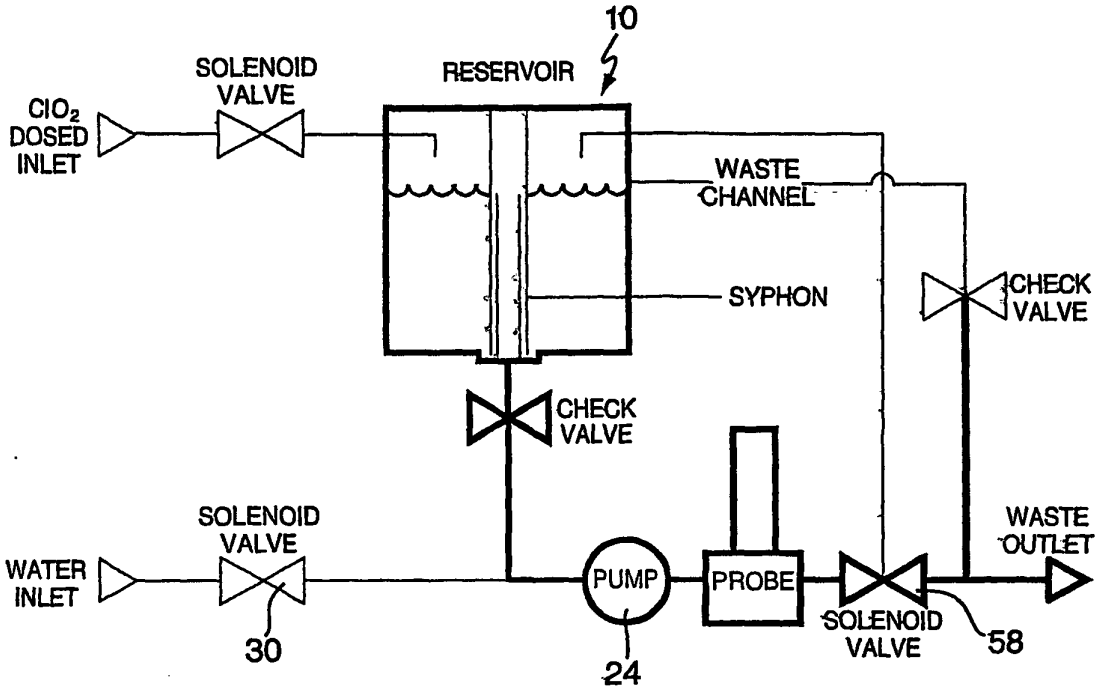 10
SOLENOID
VALVE
RESERVOIR
ClO₂
DOSED
INLET
WASTE
CHANNEL
SYPHON
CHECK
VALVE
CHECK
VALVE
SOLENOID
VALVE
WASTE
OUTLET
WATER
INLET
PUMP
PROBE
SOLENOID
VALVE
58
30
24